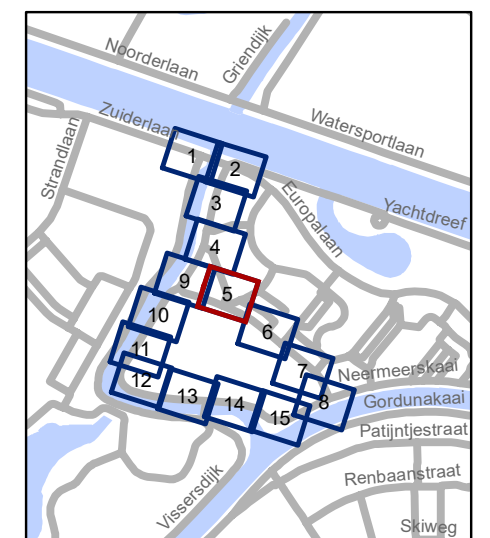 Noorderlaan
Griendijk
Zuiderlaan
Watersportlaan
Strandlaan
1
2
Europalaan
3
Yachtdreef
4
9
5
10
6
11
7
Neermeerskaai
12
13
14
8
Gordunakaai
15
Patijntjestraat
Renbaanstraat
Vissersdijk
Skiweg